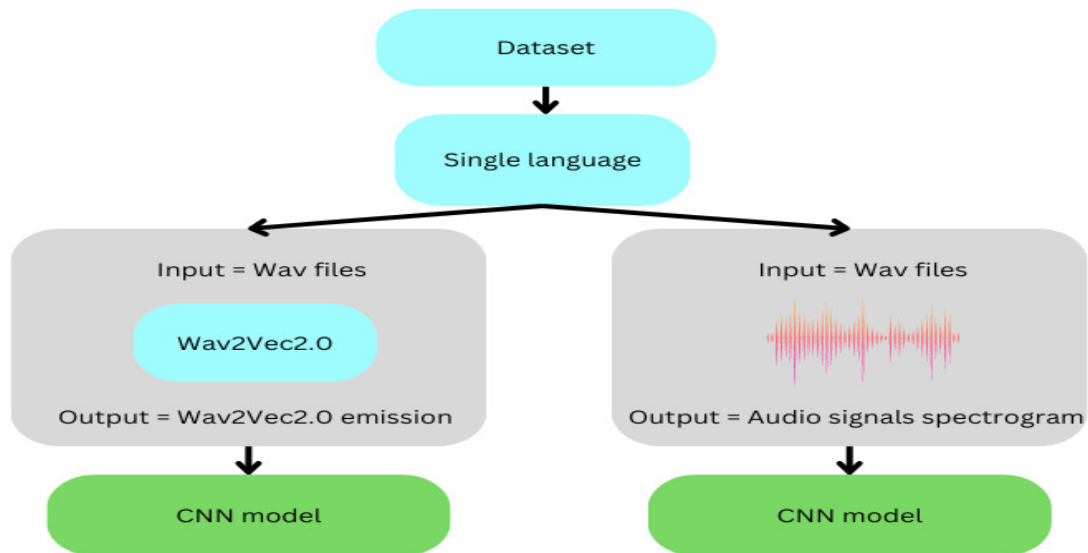 Dataset
Single language
Input = Wav files
Wav2Vec2.0
Output = Wav2Vec2.0 emission
CNN model
Input = Wav files
Output = Audio signals spectrogram
CNN model